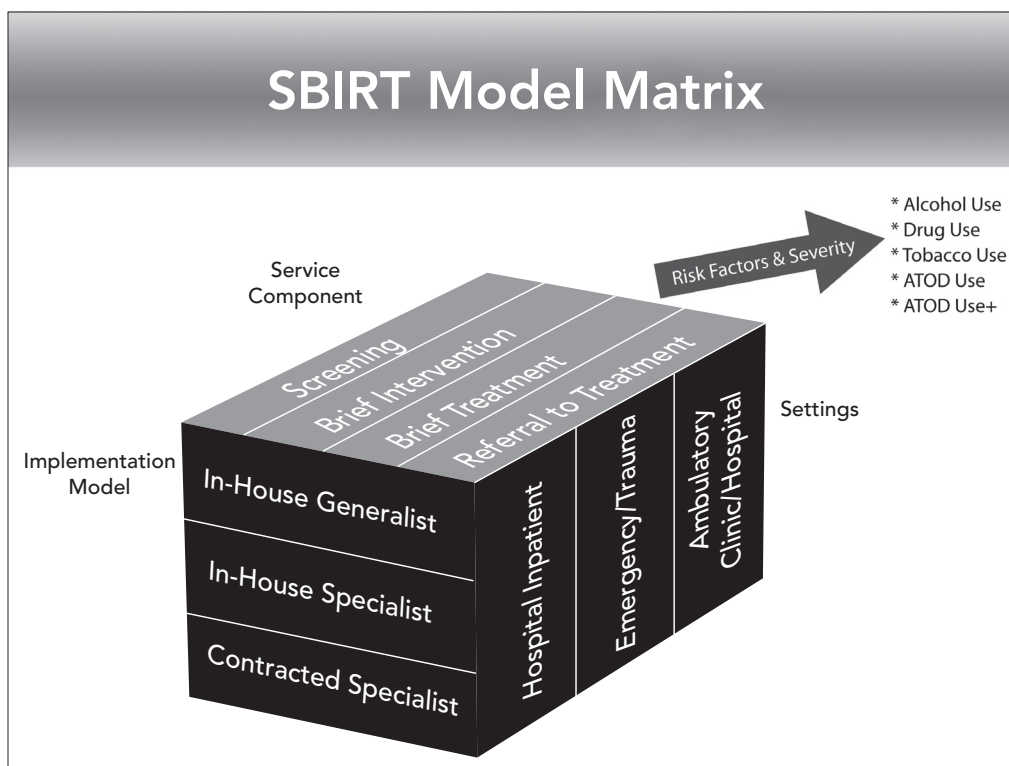 SBIRT Model Matrix
* Alcohol Use
* Drug Use
* Tobacco Use
* ATOD Use
* ATOD Use+
Risk Factors & Severity
Service
Component
Screening
Brief Intervention
Brief Treatment
Referral to Treatment
Settings
Implementation
Model
In-House Generalist
In-House Specialist
Contracted Specialist
Hospital Inpatient
Emergency/Trauma
Ambulatory
Clinic/Hospital